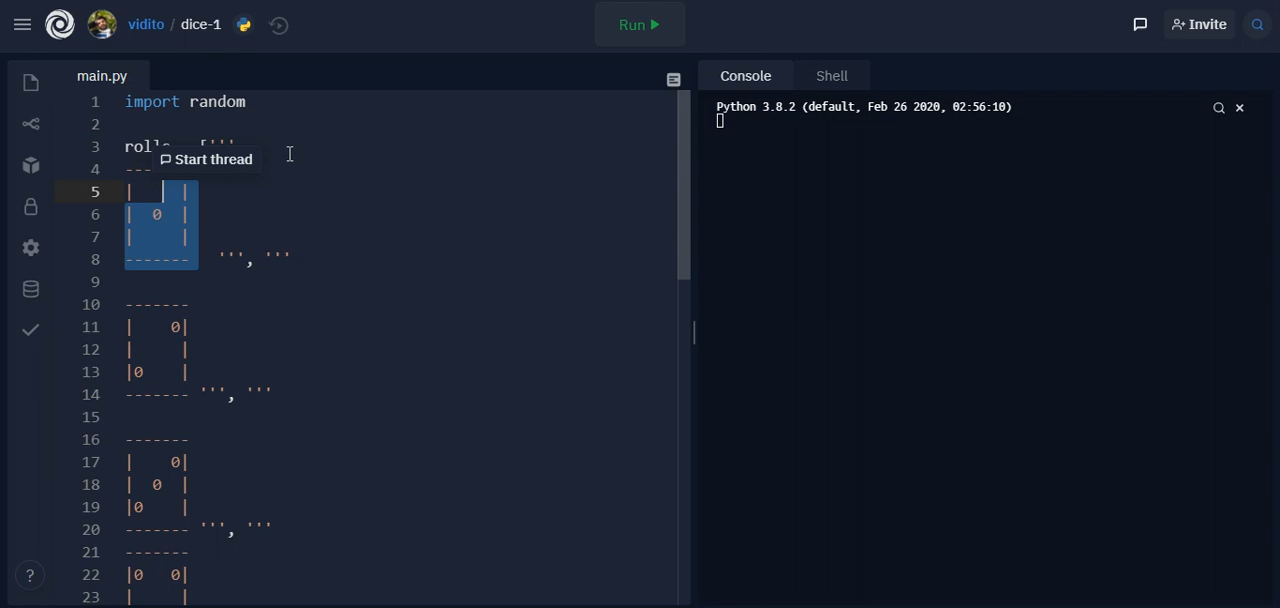 vidito / dice-1
Run
Invite
main.py
Console
Shell
1 import random
2
3 rolls = ['''
Start thread
4 ---
5 |     |
6 |  0  |
7 |     |
8 -------   ''', '''
9
10 -------
11 |    0|
12 |     |
13 |0    |
14 ------- ''', '''
15
16 -------
17 |    0|
18 |  0  |
19 |0    |
20 ------- ''', '''
21 -------
22 |0   0|
23 |     |
?
Python 3.8.2 (default, Feb 26 2020, 02:56:10)